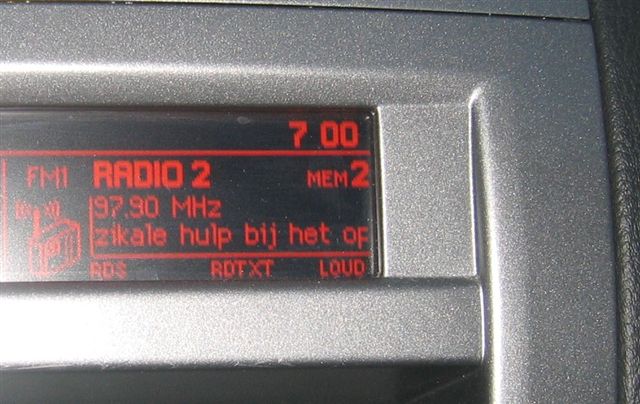 7 00
FM1 RADIO 2 MEM 2
97.90 MHz
zikale hulp bij het op
RDS RDTXT LOUD